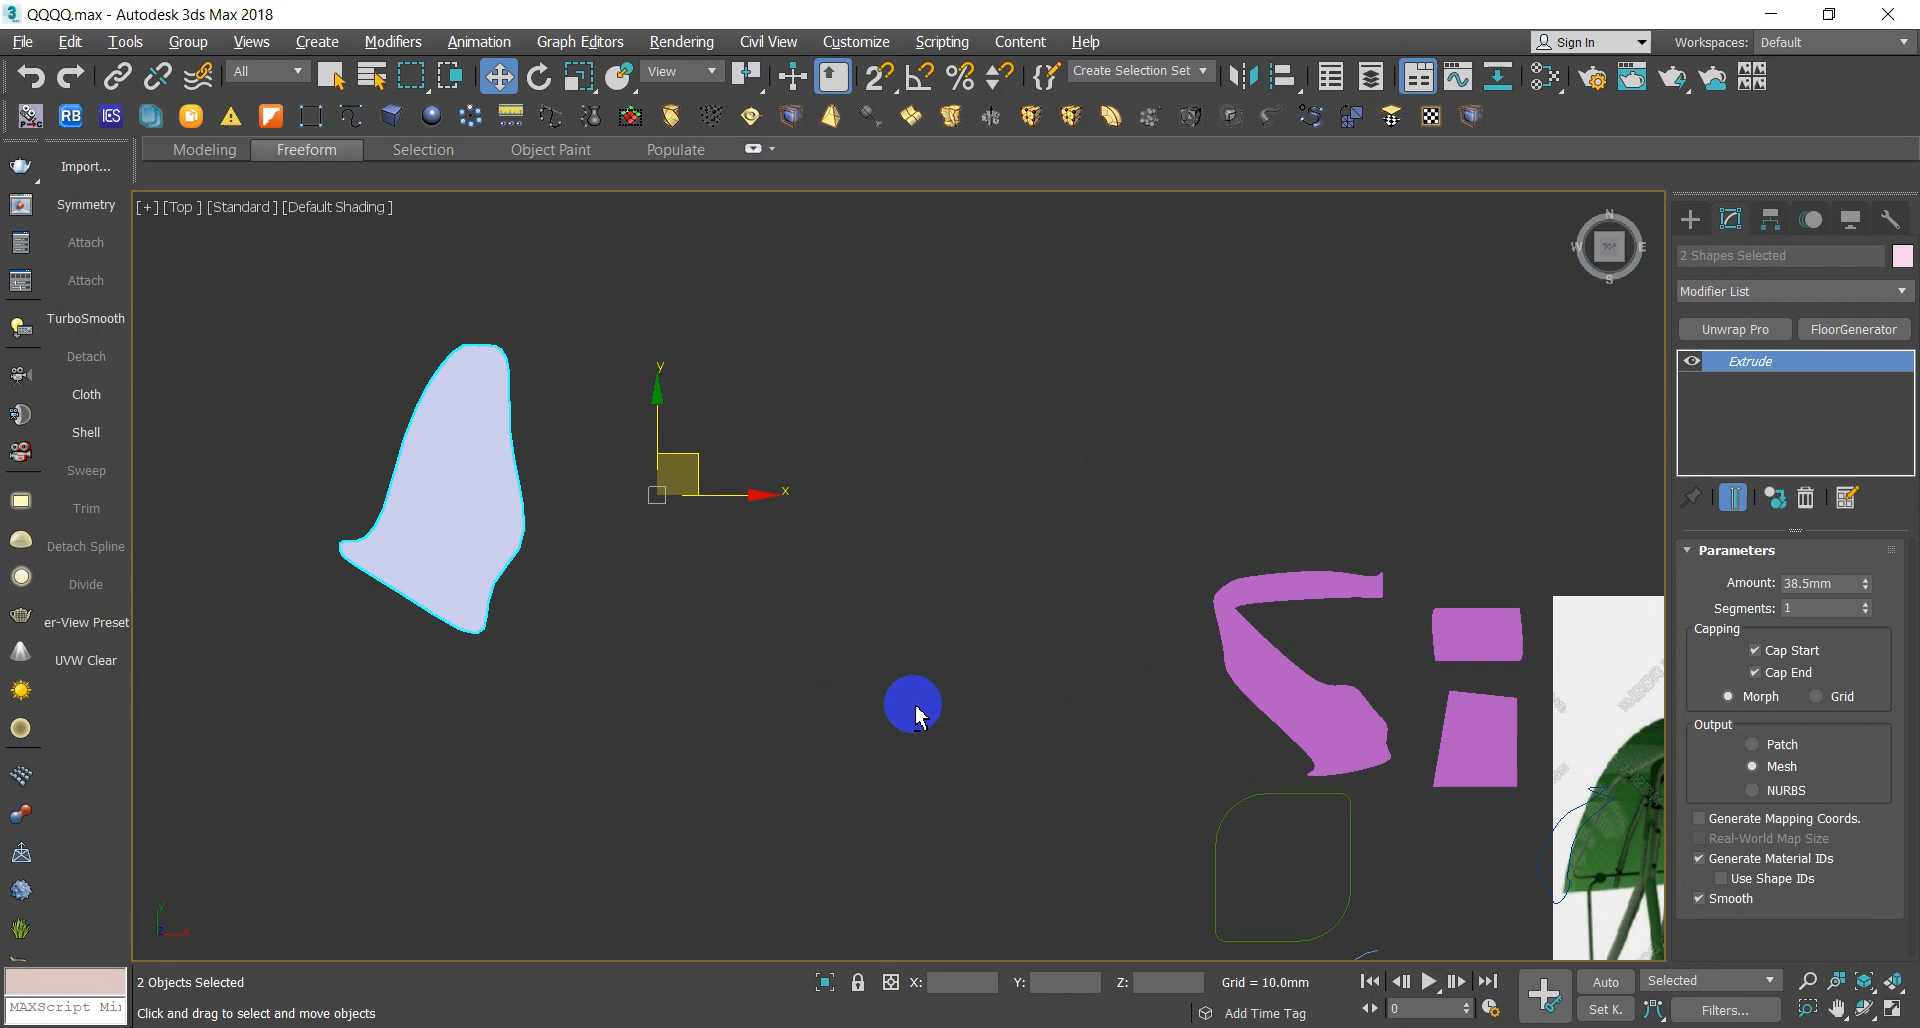 QQQQ.max - Autodesk 3ds Max 2018
File Edit Tools Group Views Create Modifiers Animation Graph Editors Rendering Civil View Customize Scripting Content Help
Sign In Workspaces: Default
All View Create Selection Set
RB IES
Modeling Freeform Selection Object Paint Populate
Import...
Symmetry
Attach
Attach
TurboSmooth
Detach
Cloth
Shell
Sweep
Trim
Detach Spline
Divide
er-View Preset
UVW Clear
[+] [Top ] [Standard ] [Default Shading ]
y
x
N
W TOP E
S
2 Shapes Selected
Modifier List
Unwrap Pro FloorGenerator
Extrude
Parameters
Amount: 38.5mm
Segments: 1
Capping
Cap Start
Cap End
Morph Grid
Output
Patch
Mesh
NURBS
Generate Mapping Coords.
Real-World Map Size
Generate Material IDs
Use Shape IDs
Smooth
y
z x
2 Objects Selected X: Y: Z: Grid = 10.0mm Auto Selected
MAXScript Mi
Click and drag to select and move objects Add Time Tag 0 Set K. Filters...